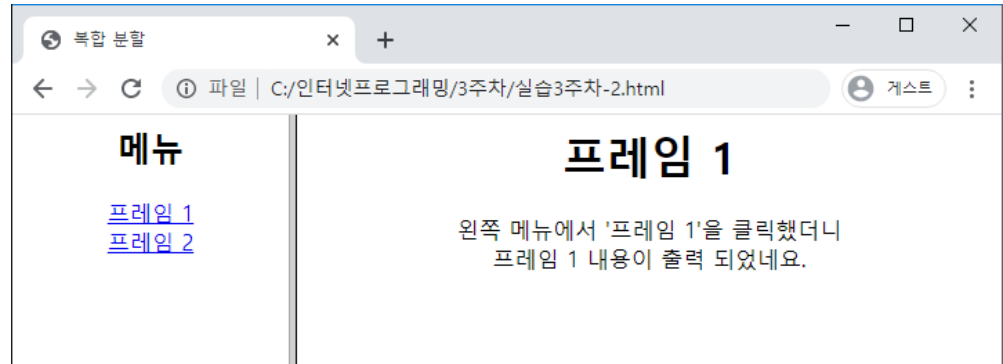 복합 분할
파일 | C:/인터넷프로그래밍/3주차/실습3주차-2.html
게스트
메뉴
프레임 1
프레임 2
프레임 1
왼쪽 메뉴에서 '프레임 1'을 클릭했더니
프레임 1 내용이 출력 되었네요.